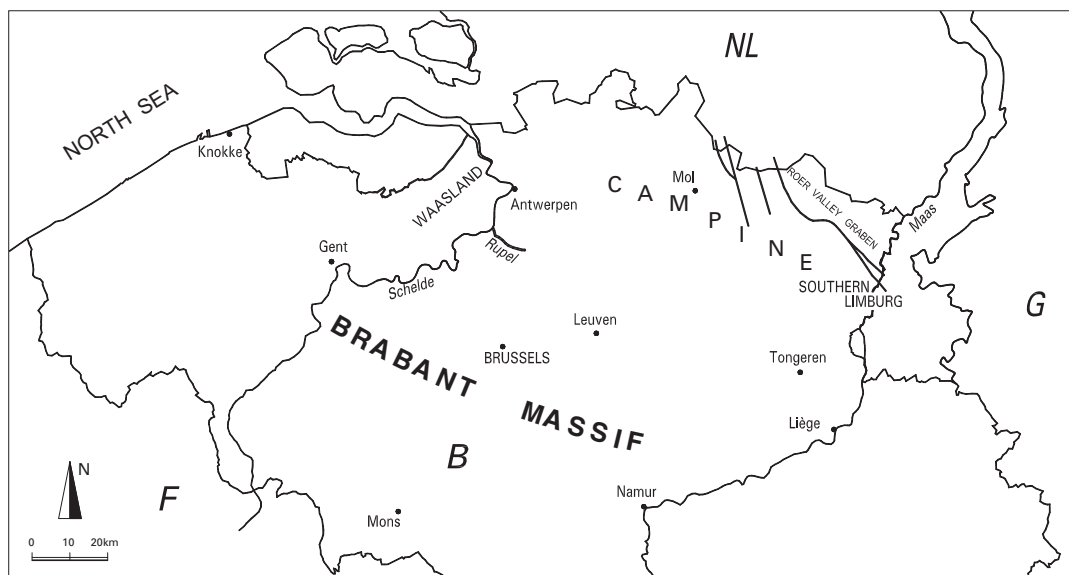 NL
NORTH SEA
Knokke
WAASLAND
Antwerpen
C A M P I N E
Mol
ROER VALLEY GRABEN
Maas
Rupel
Gent
Schelde
SOUTHERN
LIMBURG
G
BRABANT MASSIF
Leuven
BRUSSELS
Tongeren
Liège
B
N
F
Namur
Mons
0 10 20km